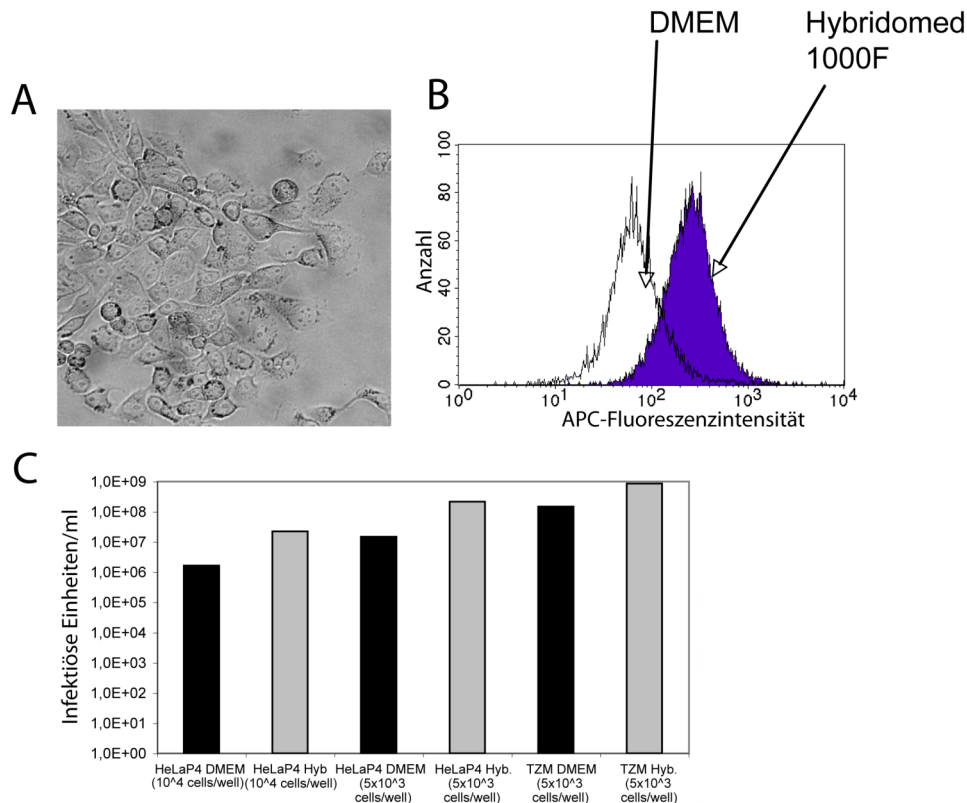 DMEM
Hybridomed
1000F
A
B
100
80
60
40
20
0
Anzahl
10^0 10^1 10^2 10^3 10^4
APC-Fluoreszenzintensität
C
1,0E+09
1,0E+08
1,0E+07
1,0E+06
1,0E+05
1,0E+04
1,0E+03
1,0E+02
1,0E+01
1,0E+00
Infektiöse Einheiten/ml
HeLaP4 DMEM
(10^4 cells/well)
HeLaP4 Hyb
(10^4 cells/well)
HeLaP4 DMEM
(5x10^3
cells/well)
HeLaP4 Hyb.
(5x10^3
cells/well)
TZM DMEM
(5x10^3
cells/well)
TZM Hyb.
(5x10^3
cells/well)